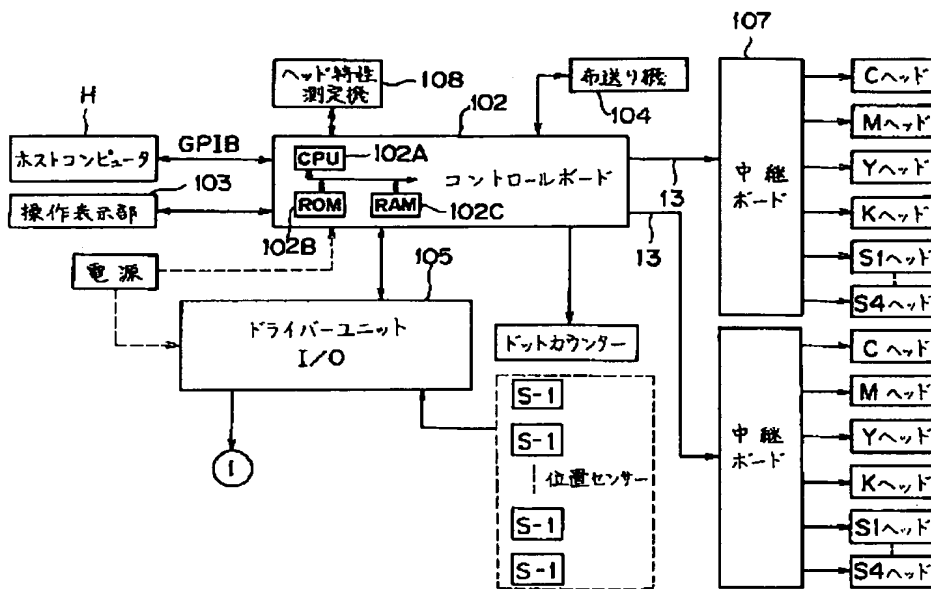 107
H
ヘッド特性
測定機
108
102
布送り機
104
Cヘッド
Mヘッド
ホストコンピュータ
GPIB
CPU
102A
コントロールボード
中継
ボード
Yヘッド
103
操作表示部
ROM
RAM
102C
102B
13
13
Kヘッド
S1ヘッド
S4ヘッド
電源
105
ドライバーユニット
I/O
ドットカウンター
Cヘッド
Mヘッド
中継
ボード
Yヘッド
Kヘッド
S1ヘッド
S4ヘッド
S-1
S-1
位置センサー
S-1
S-1
1